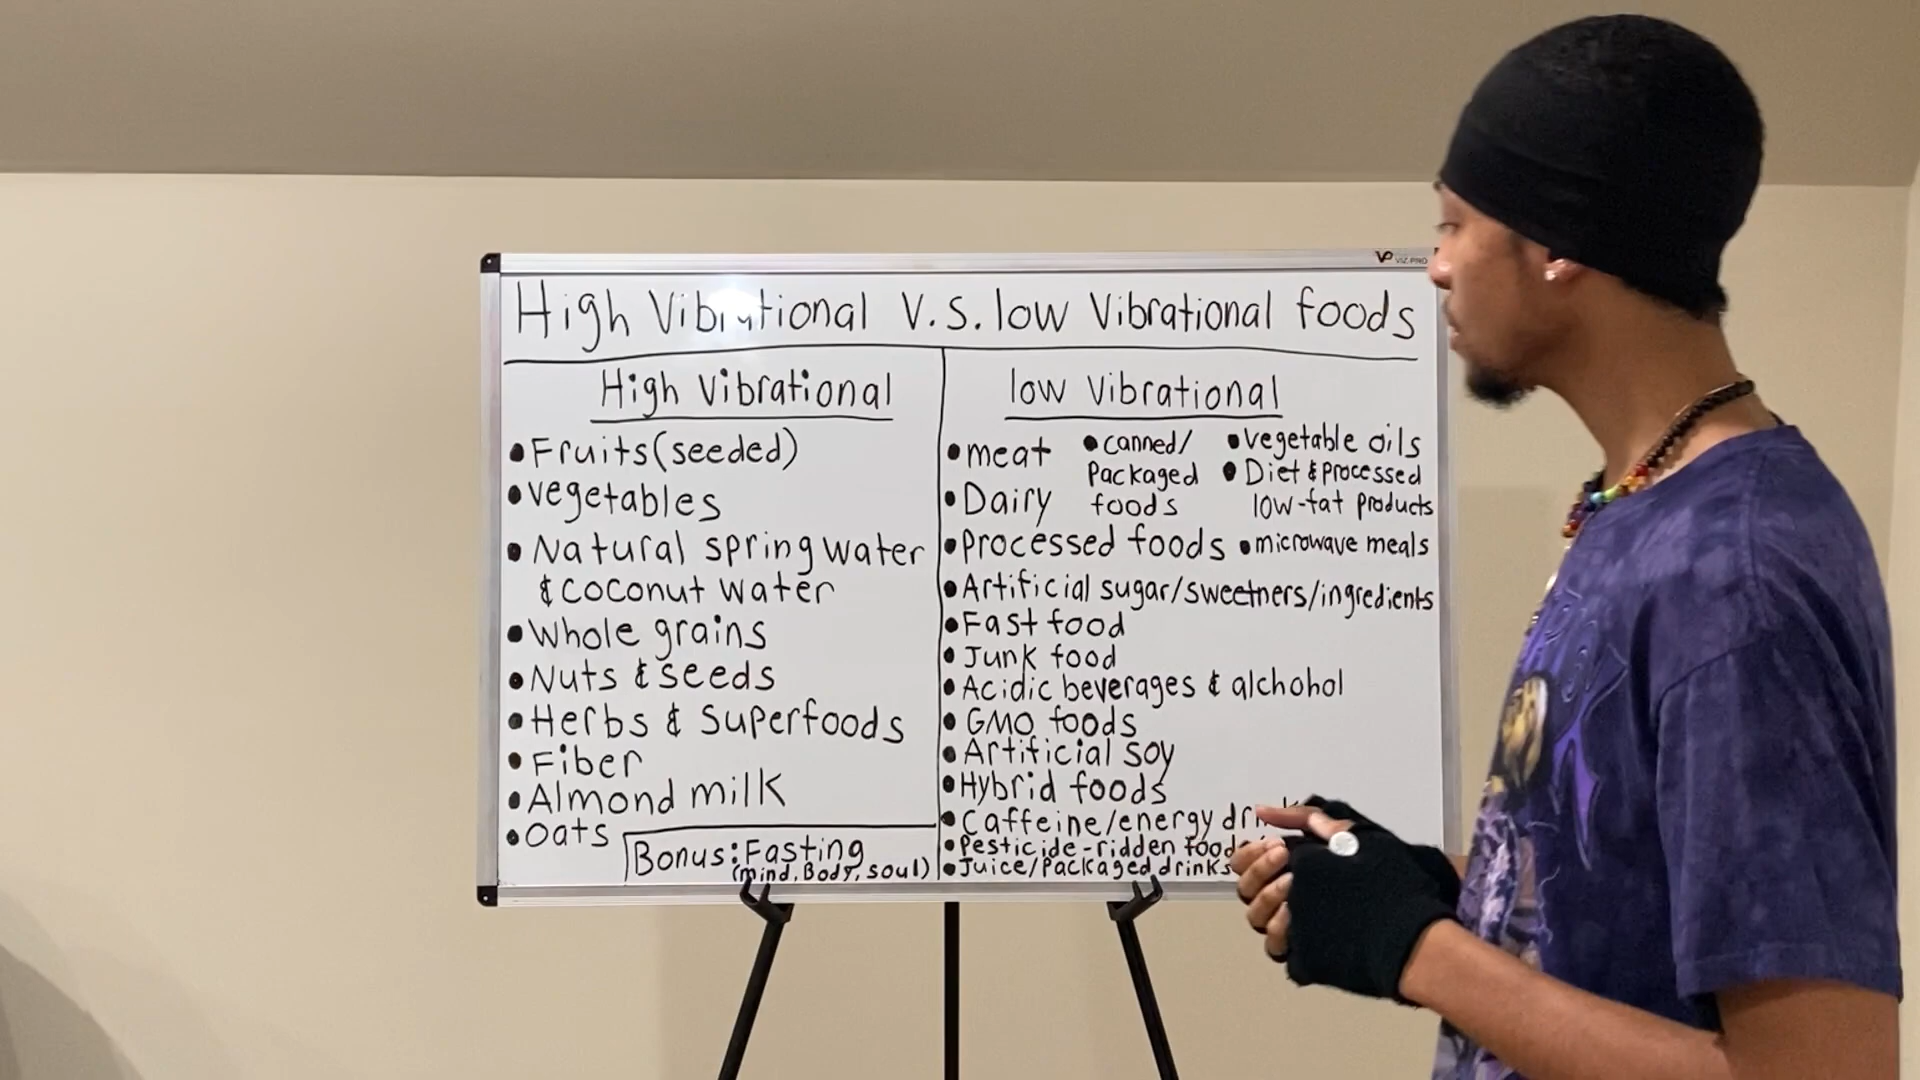 VP VIZ-PRO
High Vibrational V.S. low Vibrational foods
High Vibrational
• Fruits (seeded)
• vegetables
• Natural spring water
& coconut water
• Whole grains
• Nuts & seeds
• Herbs & Superfoods
• Fiber
• Almond milk
• Oats
Bonus: Fasting
(mind, Body, soul)
low Vibrational
• meat
• Dairy
• canned/
Packaged
foods
• vegetable oils
• Diet & processed
low-fat products
• Processed foods • microwave meals
• Artificial sugar/sweetners/ingredients
• Fast food
• Junk food
• Acidic beverages & alchohol
• GMO foods
• Artificial soy
• Hybrid foods
• Caffeine/energy
• Pesticide-ridden
• Juice/Packaged drinks